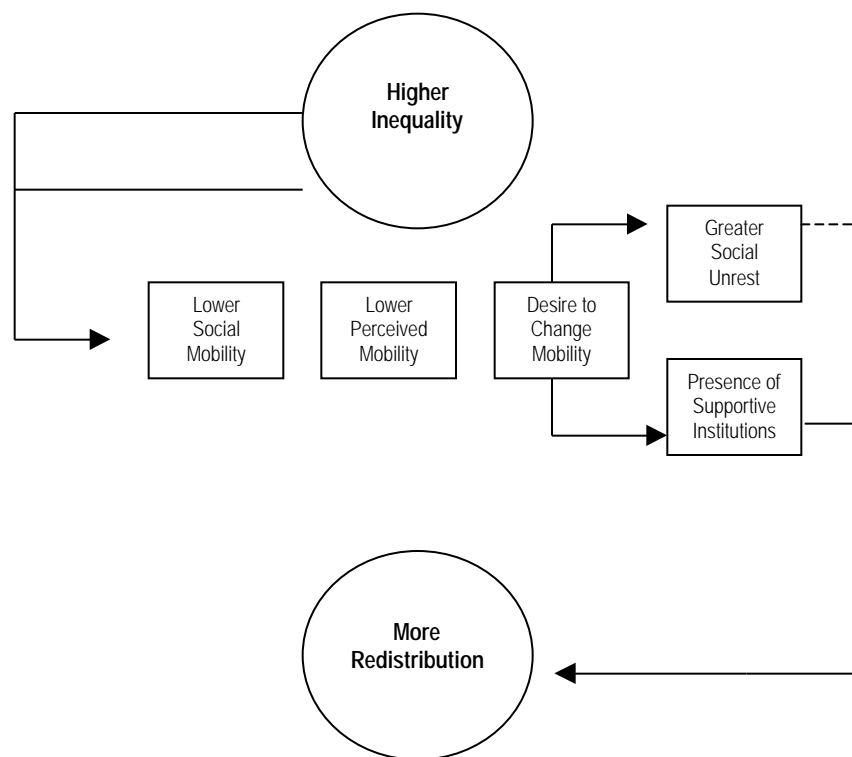 Higher
Inequality
Lower
Social
Mobility
Lower
Perceived
Mobility
Desire to
Change
Mobility
Greater
Social
Unrest
Presence of
Supportive
Institutions
More
Redistribution